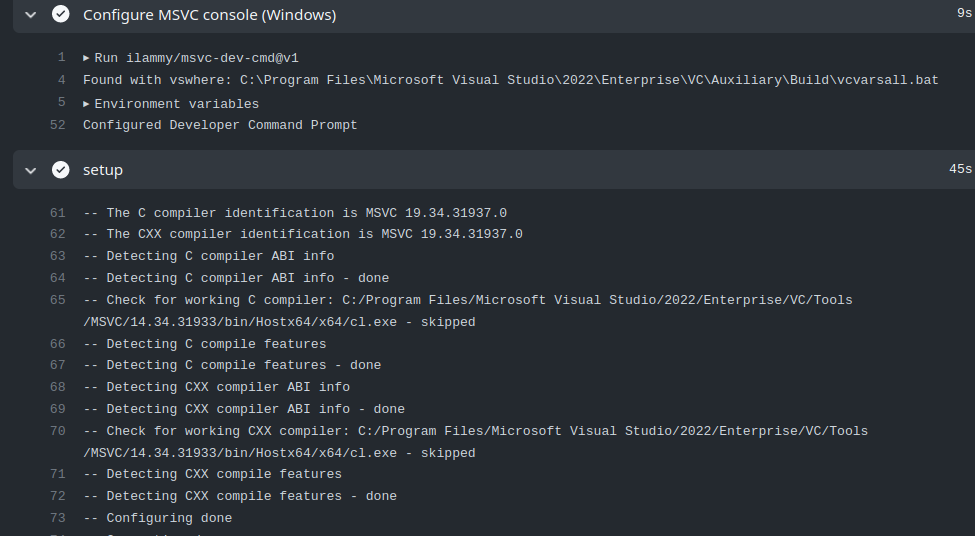 Configure MSVC console (Windows) 9s
1 ▸ Run ilammy/msvc-dev-cmd@v1
4 Found with vswhere: C:\Program Files\Microsoft Visual Studio\2022\Enterprise\VC\Auxiliary\Build\vcvarsall.bat
5 ▸ Environment variables
52 Configured Developer Command Prompt
setup 45s
61 -- The C compiler identification is MSVC 19.34.31937.0
62 -- The CXX compiler identification is MSVC 19.34.31937.0
63 -- Detecting C compiler ABI info
64 -- Detecting C compiler ABI info - done
65 -- Check for working C compiler: C:/Program Files/Microsoft Visual Studio/2022/Enterprise/VC/Tools
/MSVC/14.34.31933/bin/Hostx64/x64/cl.exe - skipped
66 -- Detecting C compile features
67 -- Detecting C compile features - done
68 -- Detecting CXX compiler ABI info
69 -- Detecting CXX compiler ABI info - done
70 -- Check for working CXX compiler: C:/Program Files/Microsoft Visual Studio/2022/Enterprise/VC/Tools
/MSVC/14.34.31933/bin/Hostx64/x64/cl.exe - skipped
71 -- Detecting CXX compile features
72 -- Detecting CXX compile features - done
73 -- Configuring done